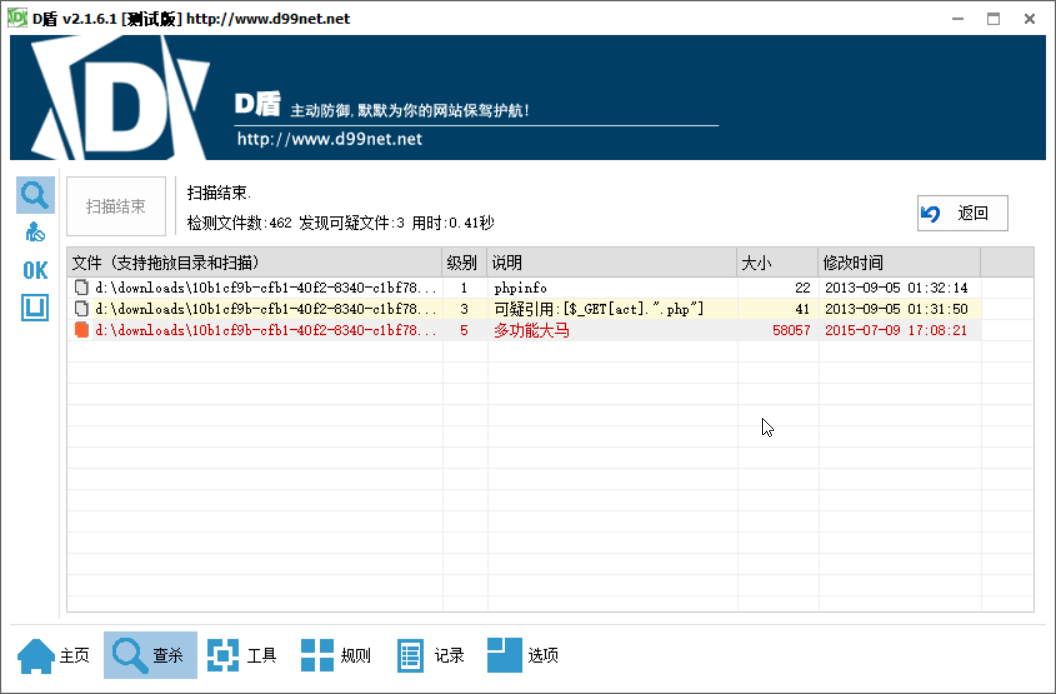 D盾 v2.1.6.1 [测试版] http://www.d99net.net
D盾 主动防御,默默为你的网站保驾护航!
http://www.d99net.net
扫描结束
扫描结束.
检测文件数:462 发现可疑文件:3 用时:0.41秒
返回
OK
文件（支持拖放目录和扫描） 级别 说明 大小 修改时间
d:\downloads\10b1cf9b-cfb1-40f2-8340-c1bf78... 1 phpinfo 22 2013-09-05 01:32:14
d:\downloads\10b1cf9b-cfb1-40f2-8340-c1bf78... 3 可疑引用:[$_GET[act].".php"] 41 2013-09-05 01:31:50
d:\downloads\10b1cf9b-cfb1-40f2-8340-c1bf78... 5 多功能大马 58057 2015-07-09 17:08:21
主页 查杀 工具 规则 记录 选项